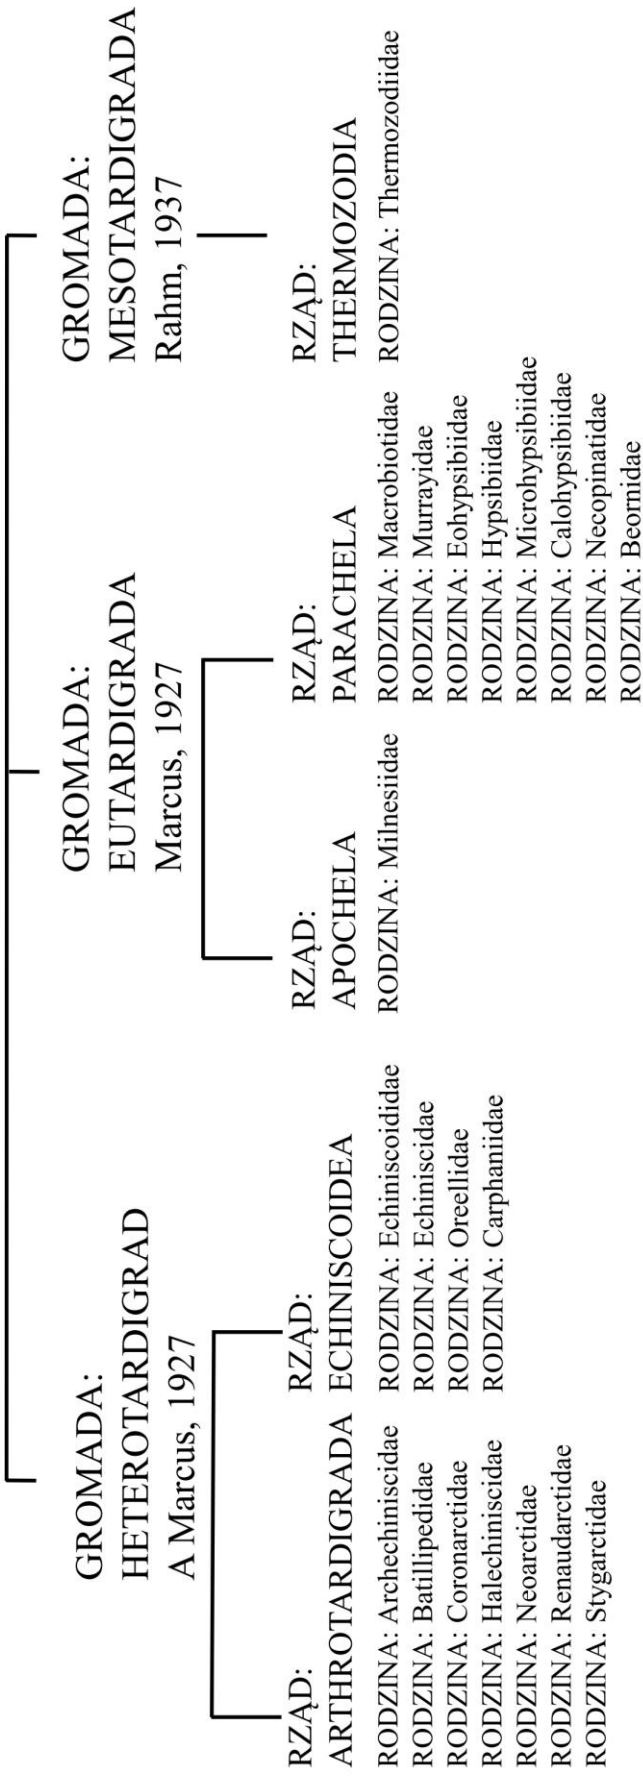 GROMADA:
HETEROTARDIGRAD
A Marcus, 1927
RZĄD:
ARTHROTARDIGRADA
RODZINA: Archechiniscidae
RODZINA: Batillipedidae
RODZINA: Coronarctidae
RODZINA: Halechiniscidae
RODZINA: Neoarctidae
RODZINA: Renaudarctidae
RODZINA: Stygarctidae
RZĄD:
ECHINISCOIDEA
RODZINA: Echiniscoididae
RODZINA: Echiniscidae
RODZINA: Oreellidae
RODZINA: Carphaniidae
GROMADA:
EUTARDIGRADA
Marcus, 1927
RZĄD:
APOCHELA
RODZINA: Milnesiidae
RZĄD:
PARACHELA
RODZINA: Macrobiotidae
RODZINA: Murrayidae
RODZINA: Eohypsibiidae
RODZINA: Hypsibiidae
RODZINA: Microhypsibiidae
RODZINA: Calohypsibiidae
RODZINA: Necopinatidae
RODZINA: Beornidae
GROMADA:
MESOTARDIGRADA
Rahm, 1937
RZĄD:
THERMOZODIA
RODZINA: Thermozodiidae